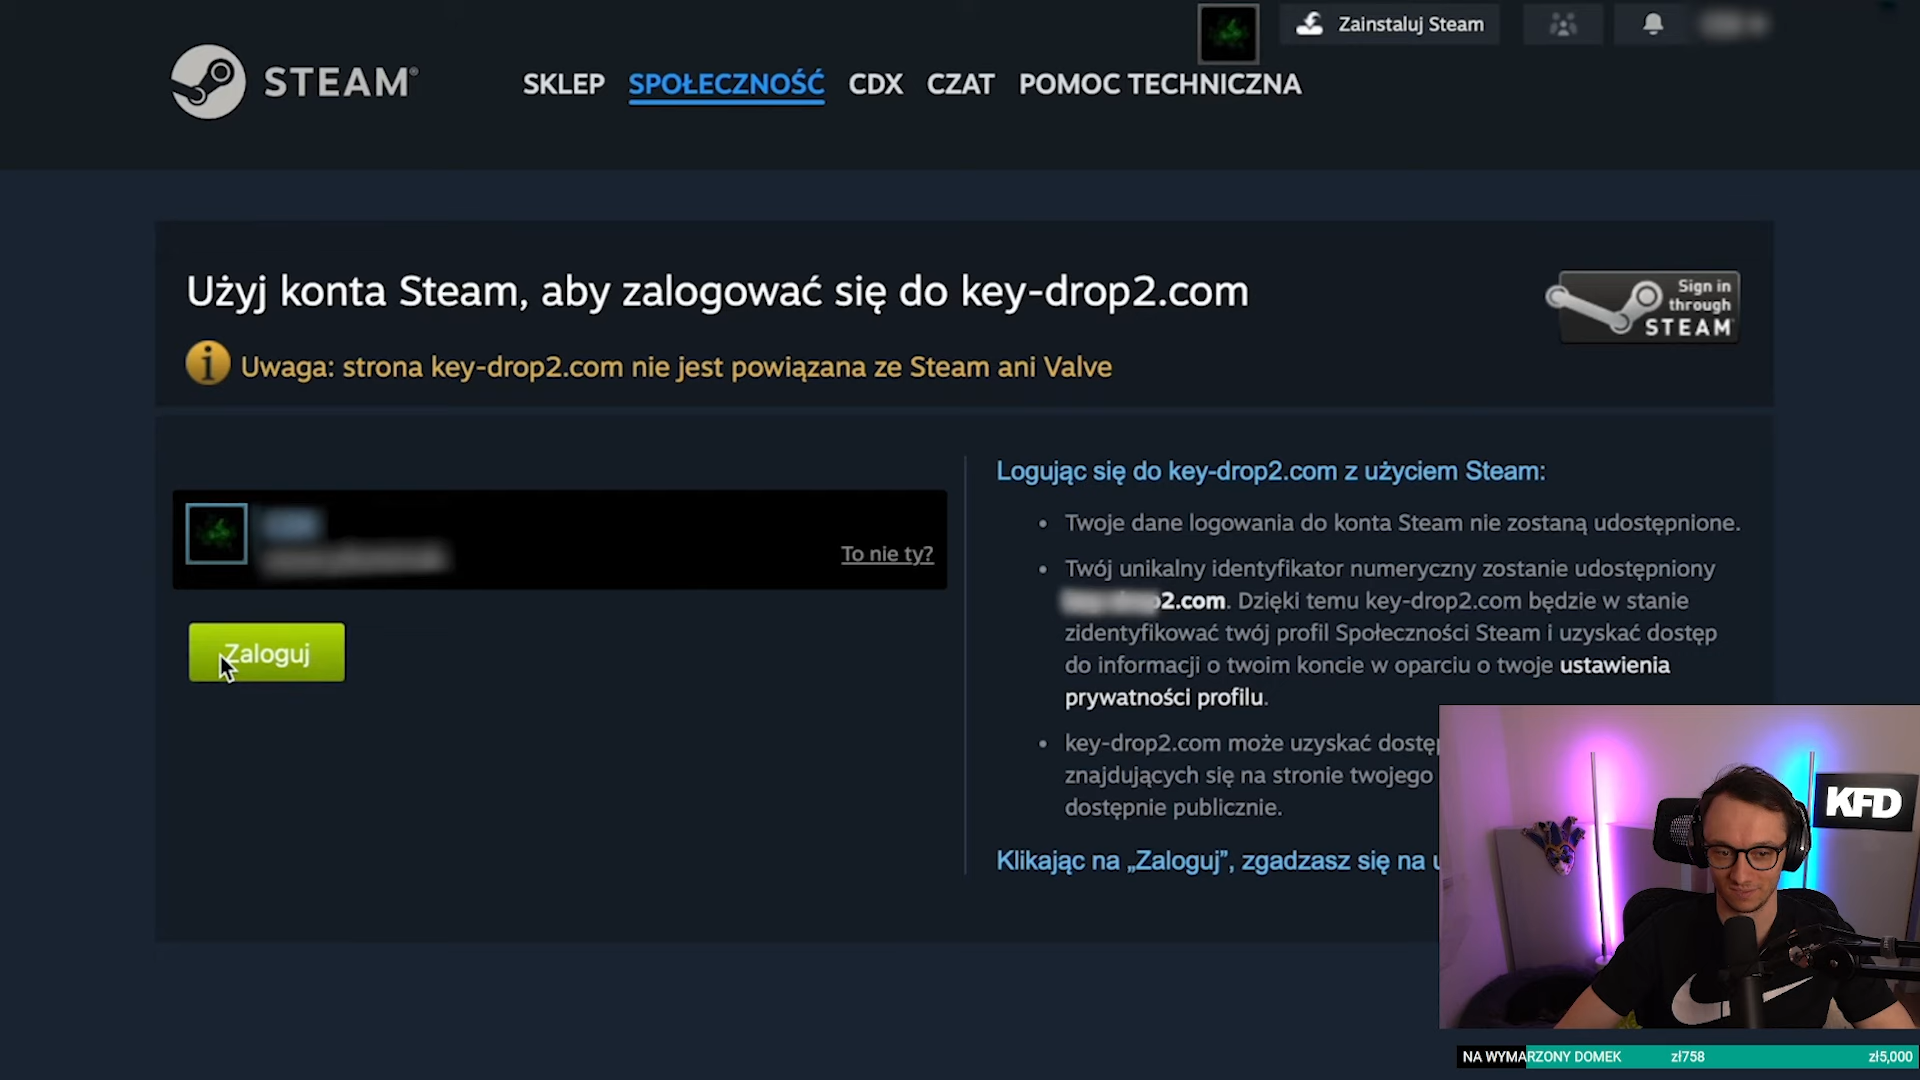 Zainstaluj Steam
STEAM®
SKLEP SPOŁECZNOŚĆ CDX CZAT POMOC TECHNICZNA
Użyj konta Steam, aby zalogować się do key-drop2.com
Sign in
through
STEAM
Uwaga: strona key-drop2.com nie jest powiązana ze Steam ani Valve
To nie ty?
Zaloguj
Logując się do key-drop2.com z użyciem Steam:
• Twoje dane logowania do konta Steam nie zostaną udostępnione.
• Twój unikalny identyfikator numeryczny zostanie udostępniony
2.com. Dzięki temu key-drop2.com będzie w stanie
zidentyfikować twój profil Społeczności Steam i uzyskać dostęp
do informacji o twoim koncie w oparciu o twoje ustawienia
prywatności profilu.
• key-drop2.com może uzyskać dostęp
znajdujących się na stronie twojego
dostępnie publicznie.
Klikając na „Zaloguj”, zgadzasz się na
KFD
NA WYMARZONY DOMEK zł758 zł5,000